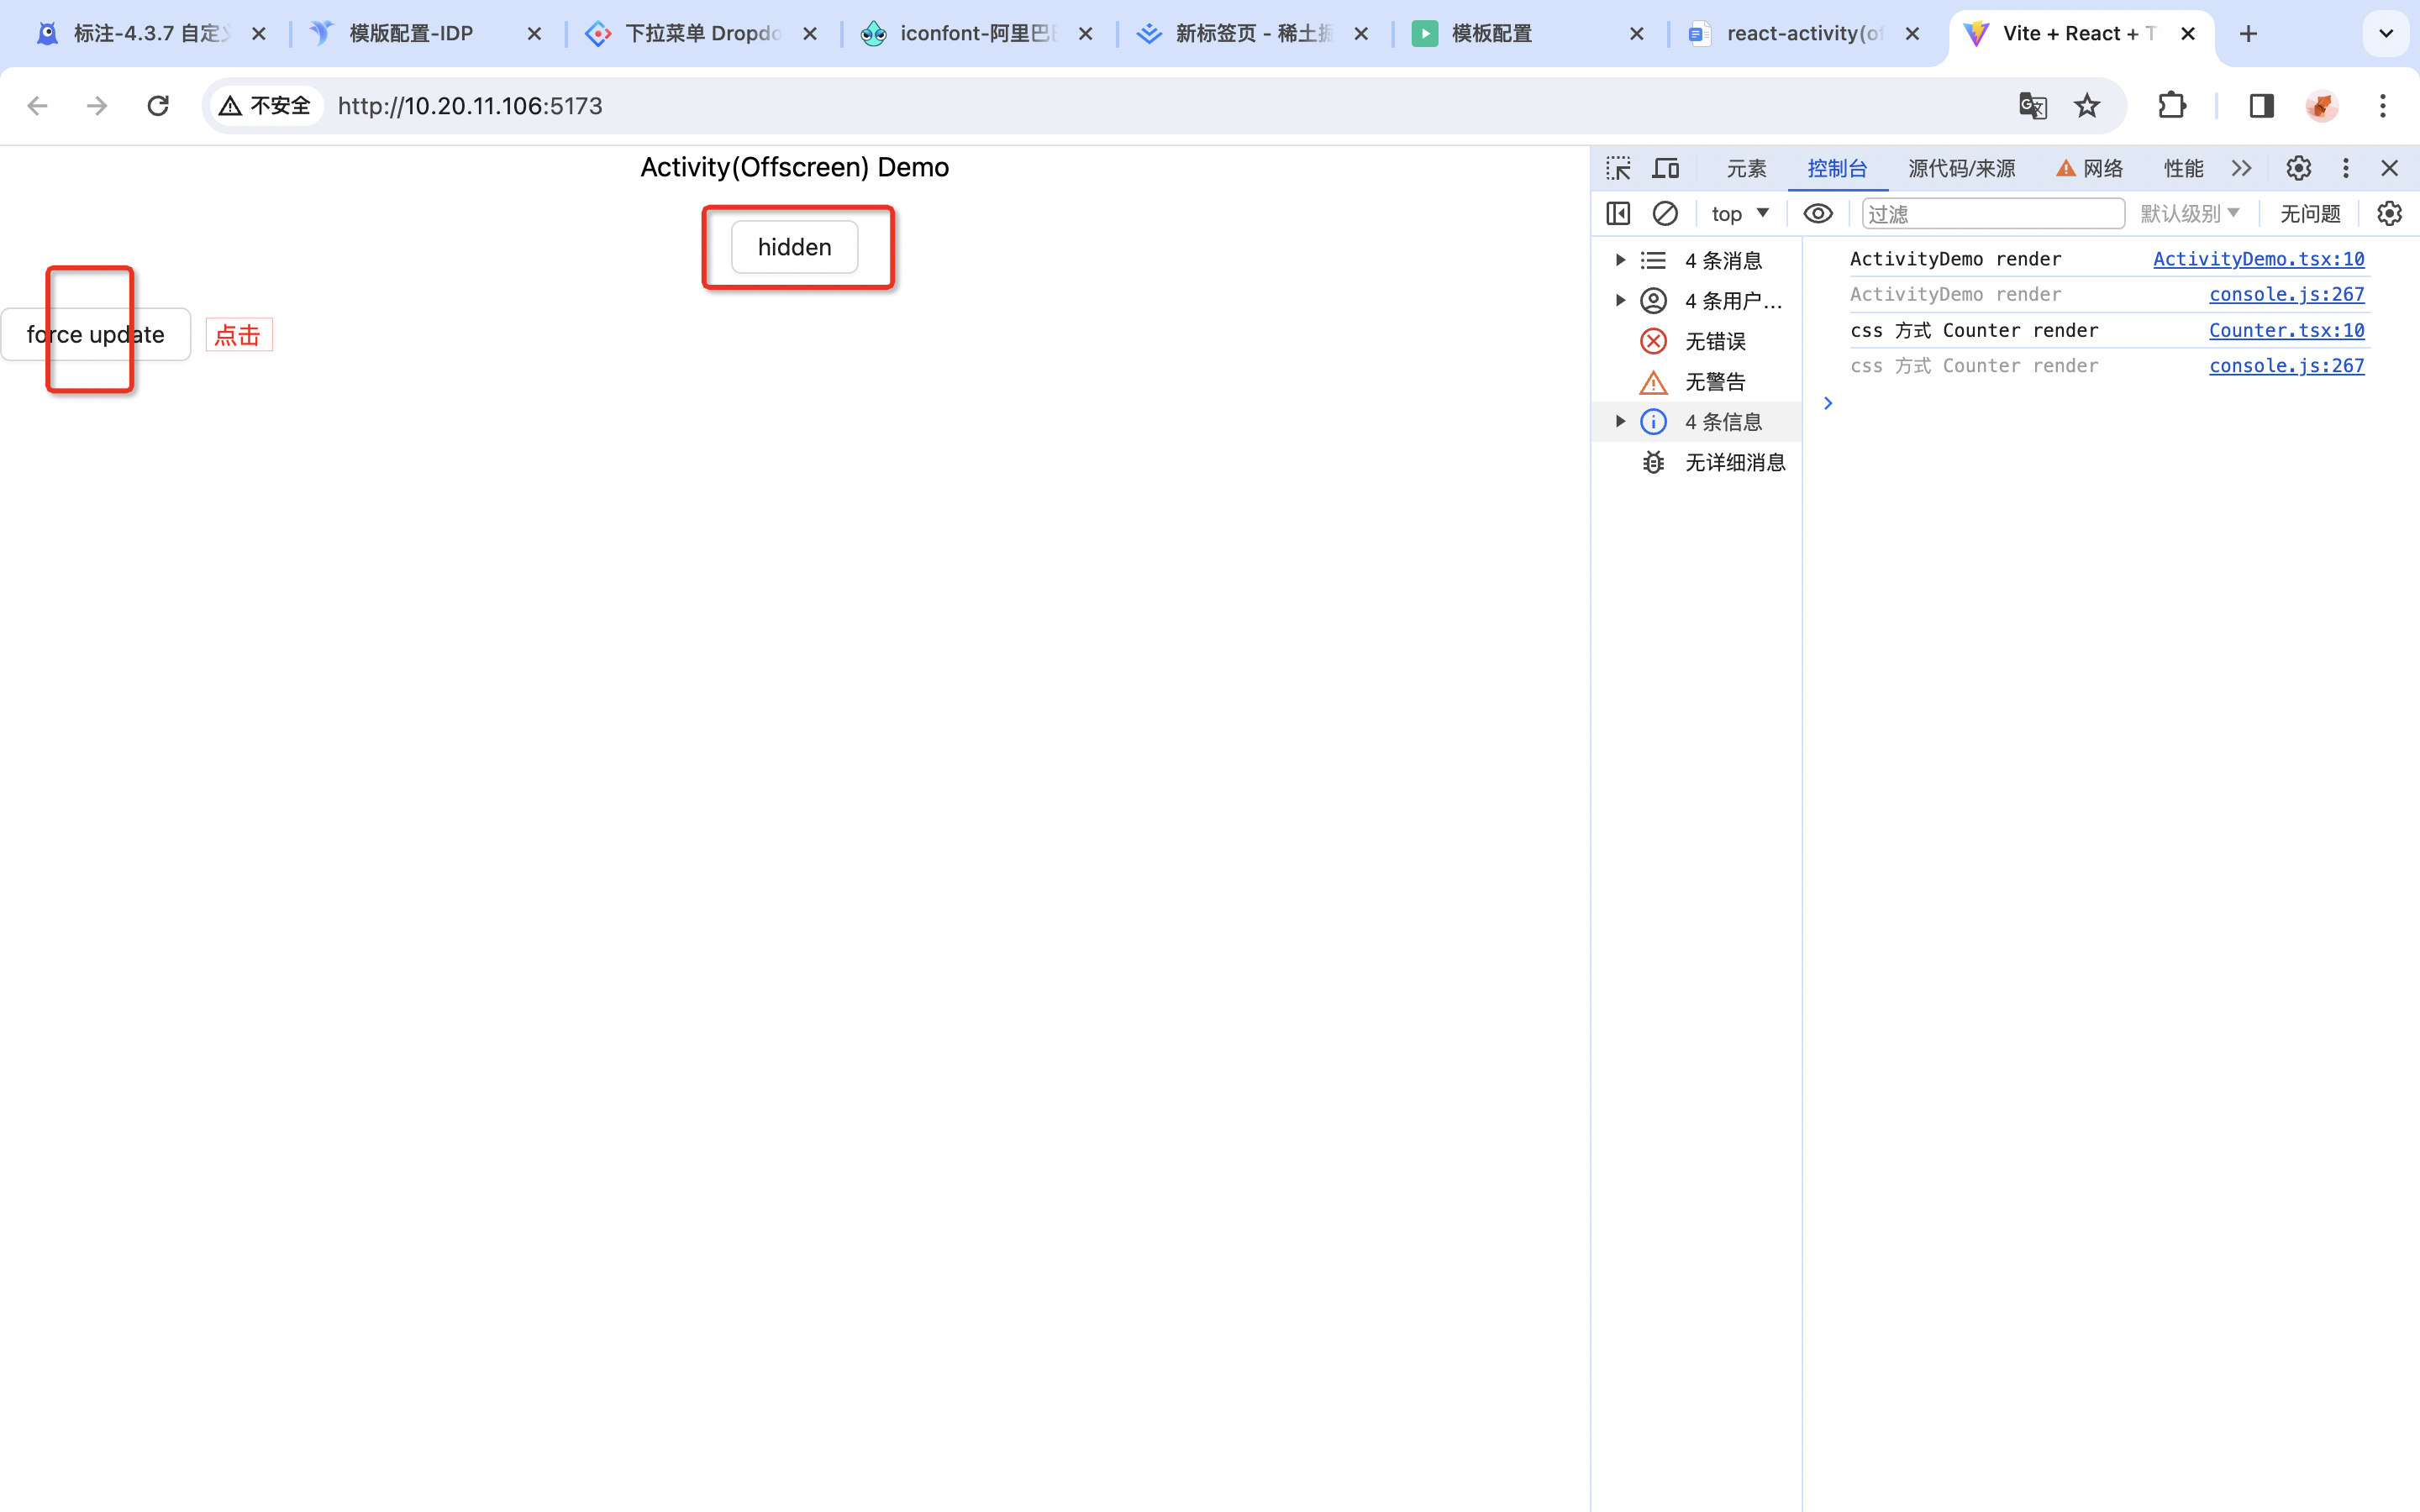 标注-4.3.7 自定
模版配置-IDP
下拉菜单 Dropdo
iconfont-阿里巴
新标签页 - 稀土掘
模板配置
react-activity(of
Vite + React + T
不安全
http://10.20.11.106:5173
Activity(Offscreen) Demo
hidden
force update
点击
元素
控制台
源代码/来源
网络
性能
top
过滤
默认级别
无问题
4 条消息
4 条用户…
无错误
无警告
4 条信息
无详细消息
ActivityDemo render ActivityDemo.tsx:10
ActivityDemo render console.js:267
css 方式 Counter render Counter.tsx:10
css 方式 Counter render console.js:267